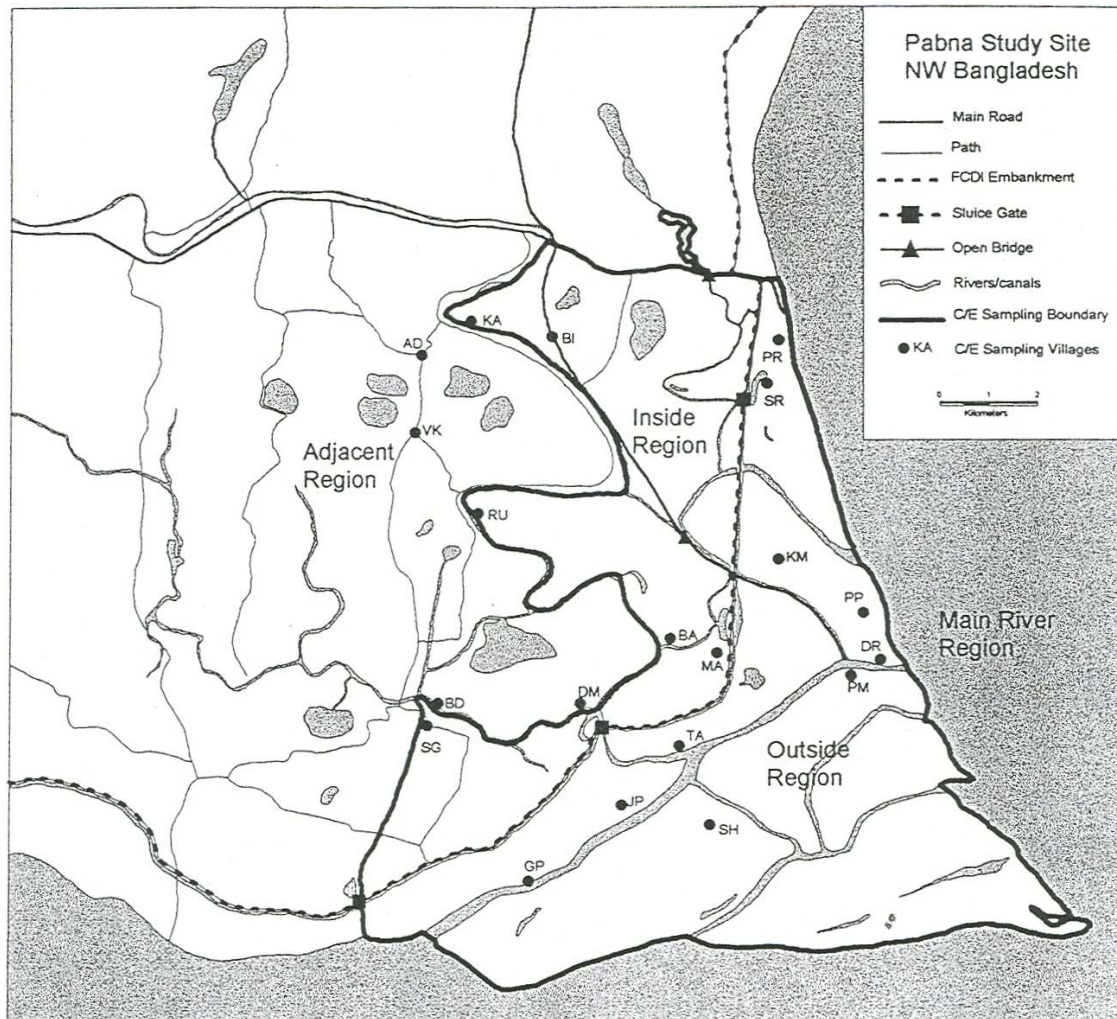 Pabna Study Site
NW Bangladesh
Main Road
Path
FCDI Embankment
Sluice Gate
Open Bridge
Rivers/canals
C/E Sampling Boundary
KA
C/E Sampling Villages
0 1 2
Kilometers
KA
BI
AD
PR
SR
VK
Inside
Region
Adjacent
Region
RU
KM
PP
Main River
Region
BA
MA
DR
PM
BD
DM
SG
TA
Outside
Region
JP
SH
GP